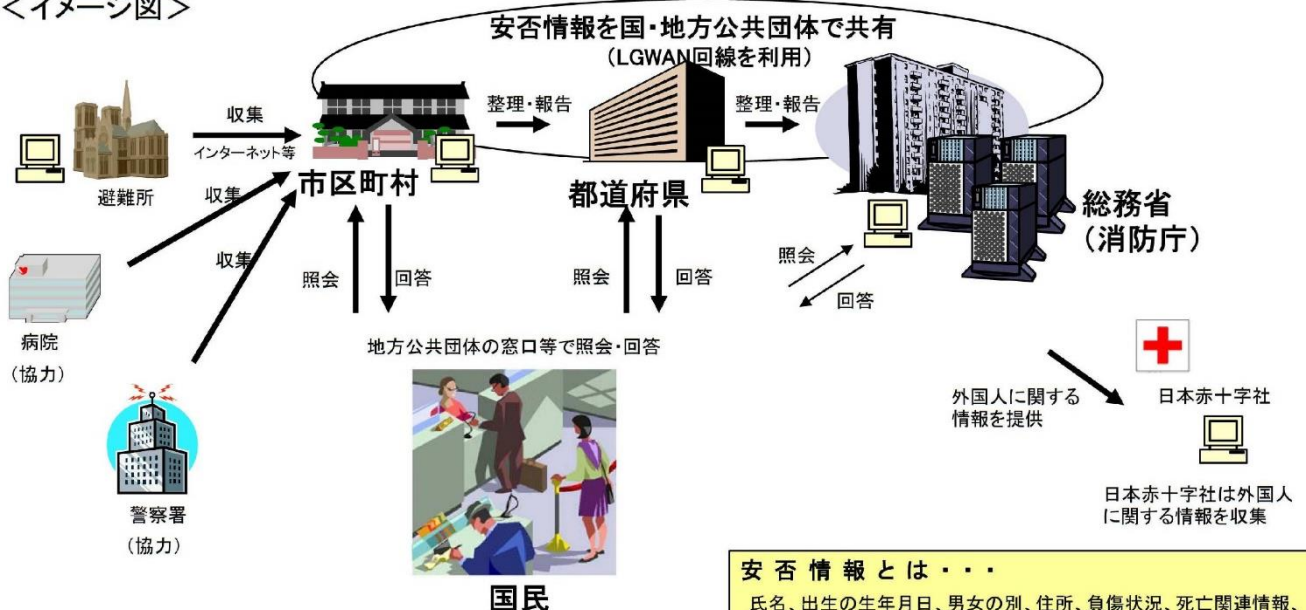 ＜イメージ図＞
安否情報を国・地方公共団体で共有
（LGWAN回線を利用）
収集
インターネット等
避難所
市区町村
整理・報告
都道府県
整理・報告
総務省
（消防庁）
収集
収集
病院
（協力）
警察署
（協力）
照会
回答
照会
回答
照会
回答
地方公共団体の窓口等で照会・回答
国民
外国人に関する
情報を提供
日本赤十字社
日本赤十字社は外国人
に関する情報を収集
安否情報とは・・・
氏名、出生の生年月日、男女の別、住所、負傷状況、死亡関連情報、